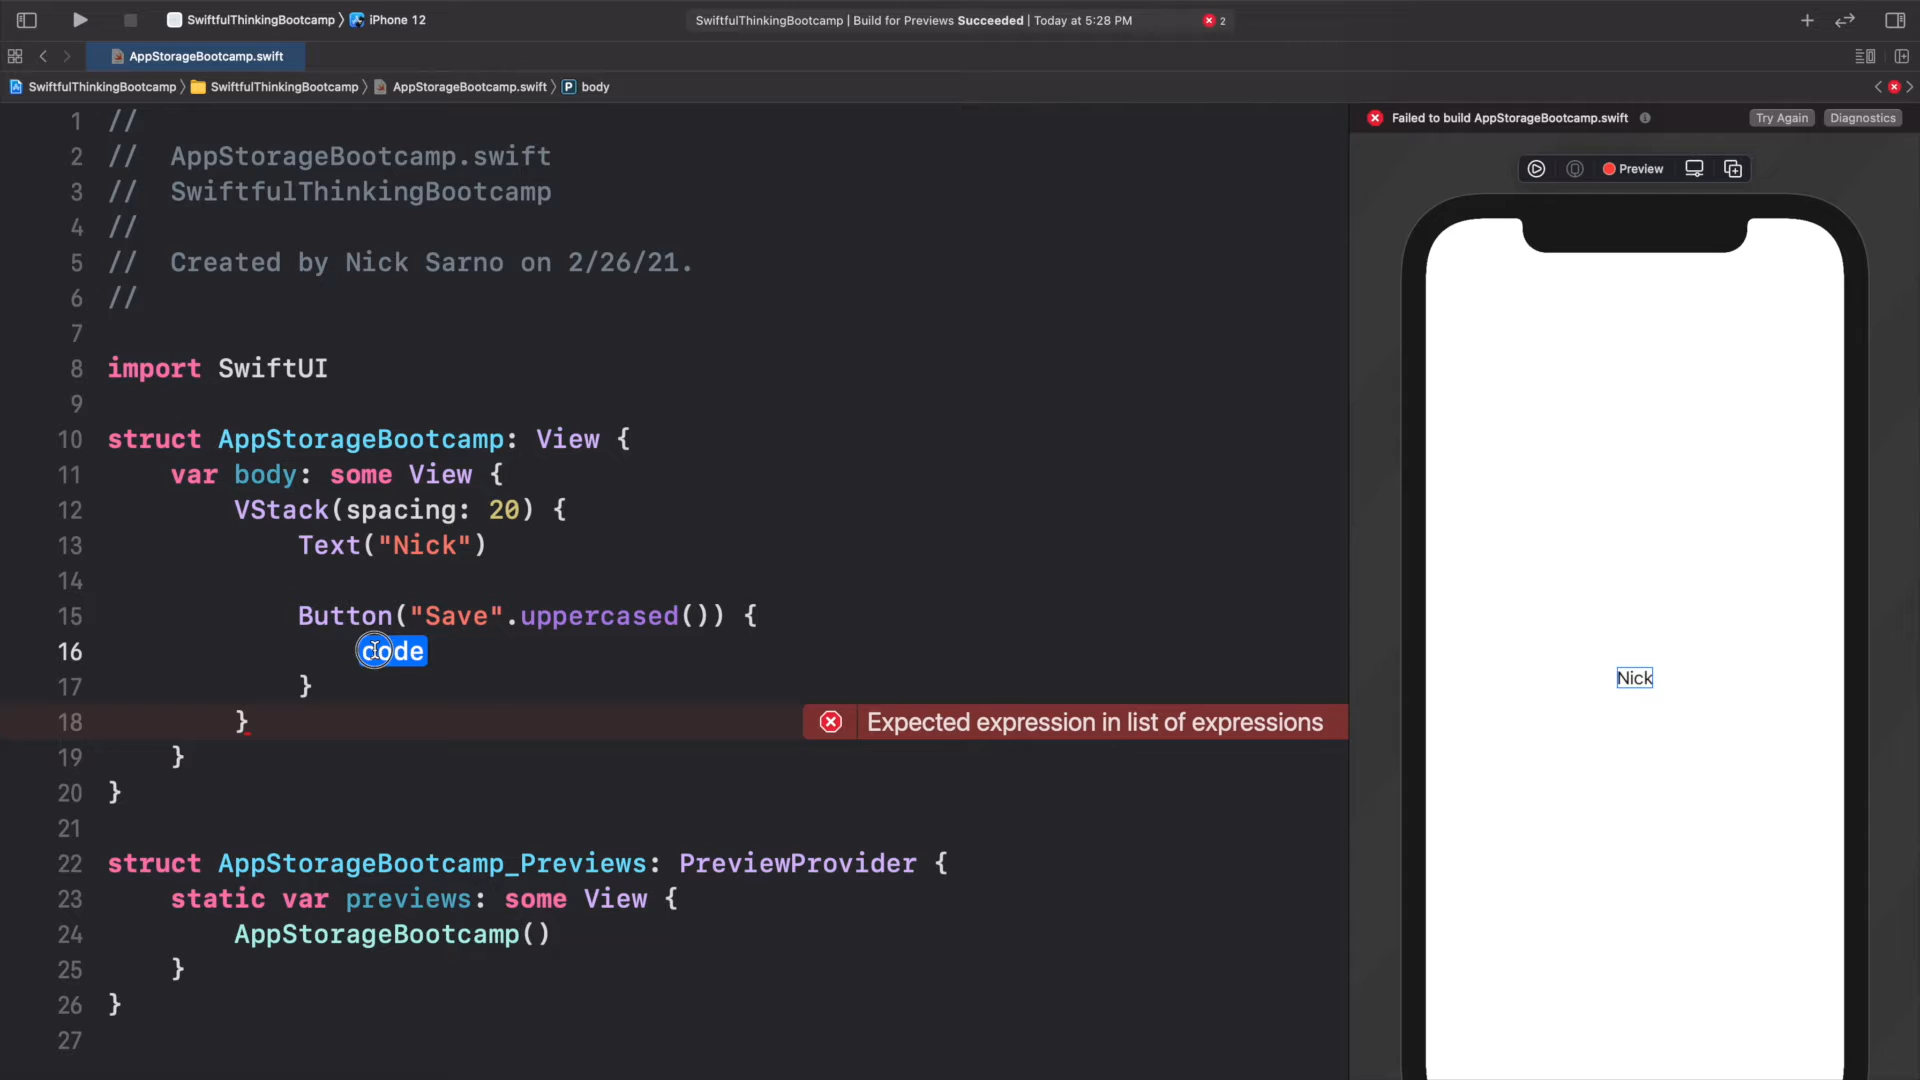 SwiftfulThinkingBootcamp 〉 iPhone 12
SwiftfulThinkingBootcamp | Build for Previews Succeeded | Today at 5:28 PM
2
AppStorageBootcamp.swift
SwiftfulThinkingBootcamp 〉 SwiftfulThinkingBootcamp 〉 AppStorageBootcamp.swift 〉 P body
Failed to build AppStorageBootcamp.swift
Try Again
Diagnostics
Preview
1 //
2 //  AppStorageBootcamp.swift
3 //  SwiftfulThinkingBootcamp
4 //
5 //  Created by Nick Sarno on 2/26/21.
6 //
7
8 import SwiftUI
9
10 struct AppStorageBootcamp: View {
11     var body: some View {
12         VStack(spacing: 20) {
13             Text("Nick")
14
15             Button("Save".uppercased()) {
16                 code
17             }
18         }
Expected expression in list of expressions
19     }
20 }
21
22 struct AppStorageBootcamp_Previews: PreviewProvider {
23     static var previews: some View {
24         AppStorageBootcamp()
25     }
26 }
27
Nick